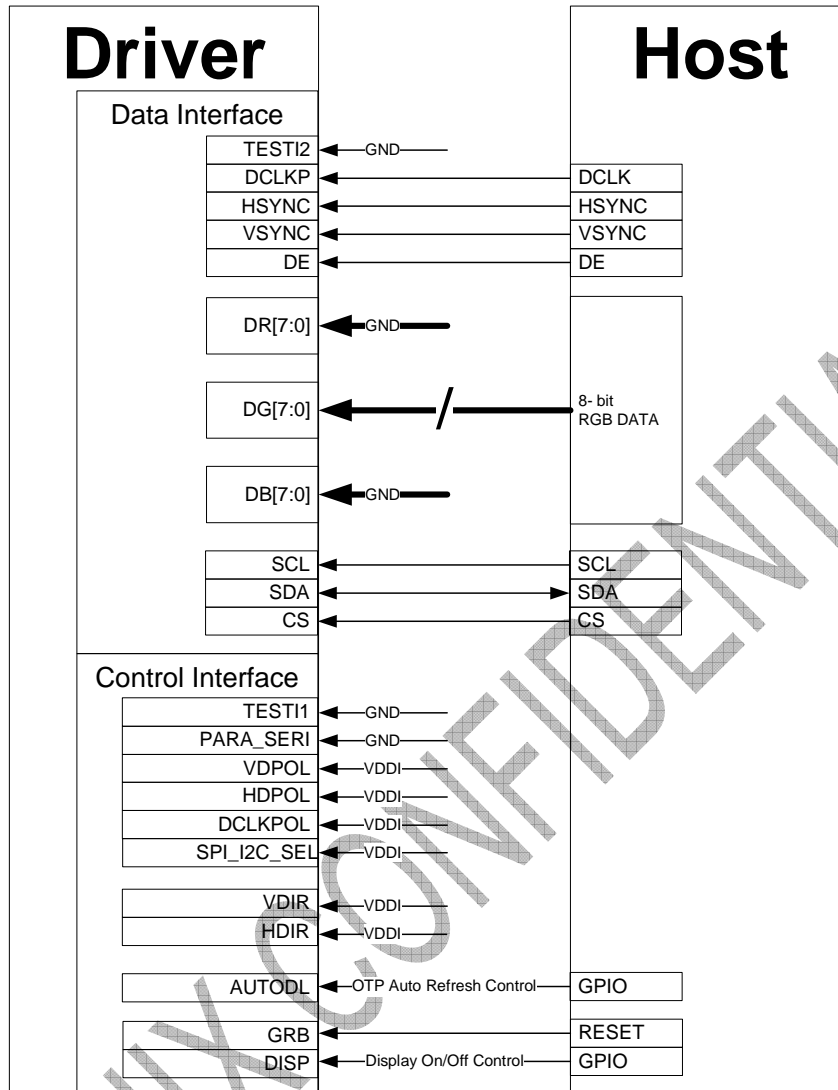 Driver
Host
Data Interface
TESTI2
GND
DCLKP
DCLK
HSYNC
HSYNC
VSYNC
VSYNC
DE
DE
DR[7:0]
GND
DG[7:0]
/
8- bit
RGB DATA
DB[7:0]
GND
SCL
SCL
SDA
SDA
CS
CS
Control Interface
TESTI1
GND
PARA_SERI
GND
VDPOL
VDDI
HDPOL
VDDI
DCLKPOL
VDDI
SPI_I2C_SEL
VDDI
VDIR
VDDI
HDIR
VDDI
AUTODL
OTP Auto Refresh Control
GPIO
GRB
RESET
DISP
Display On/Off Control
GPIO